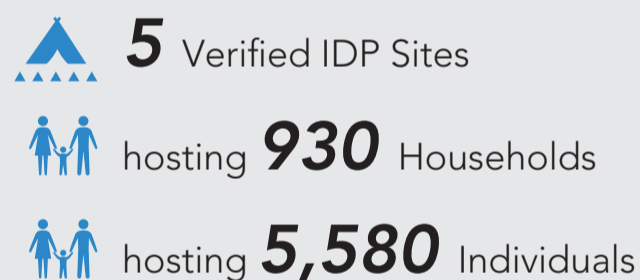 5 Verified IDP Sites
hosting 930 Households
hosting 5,580 Individuals